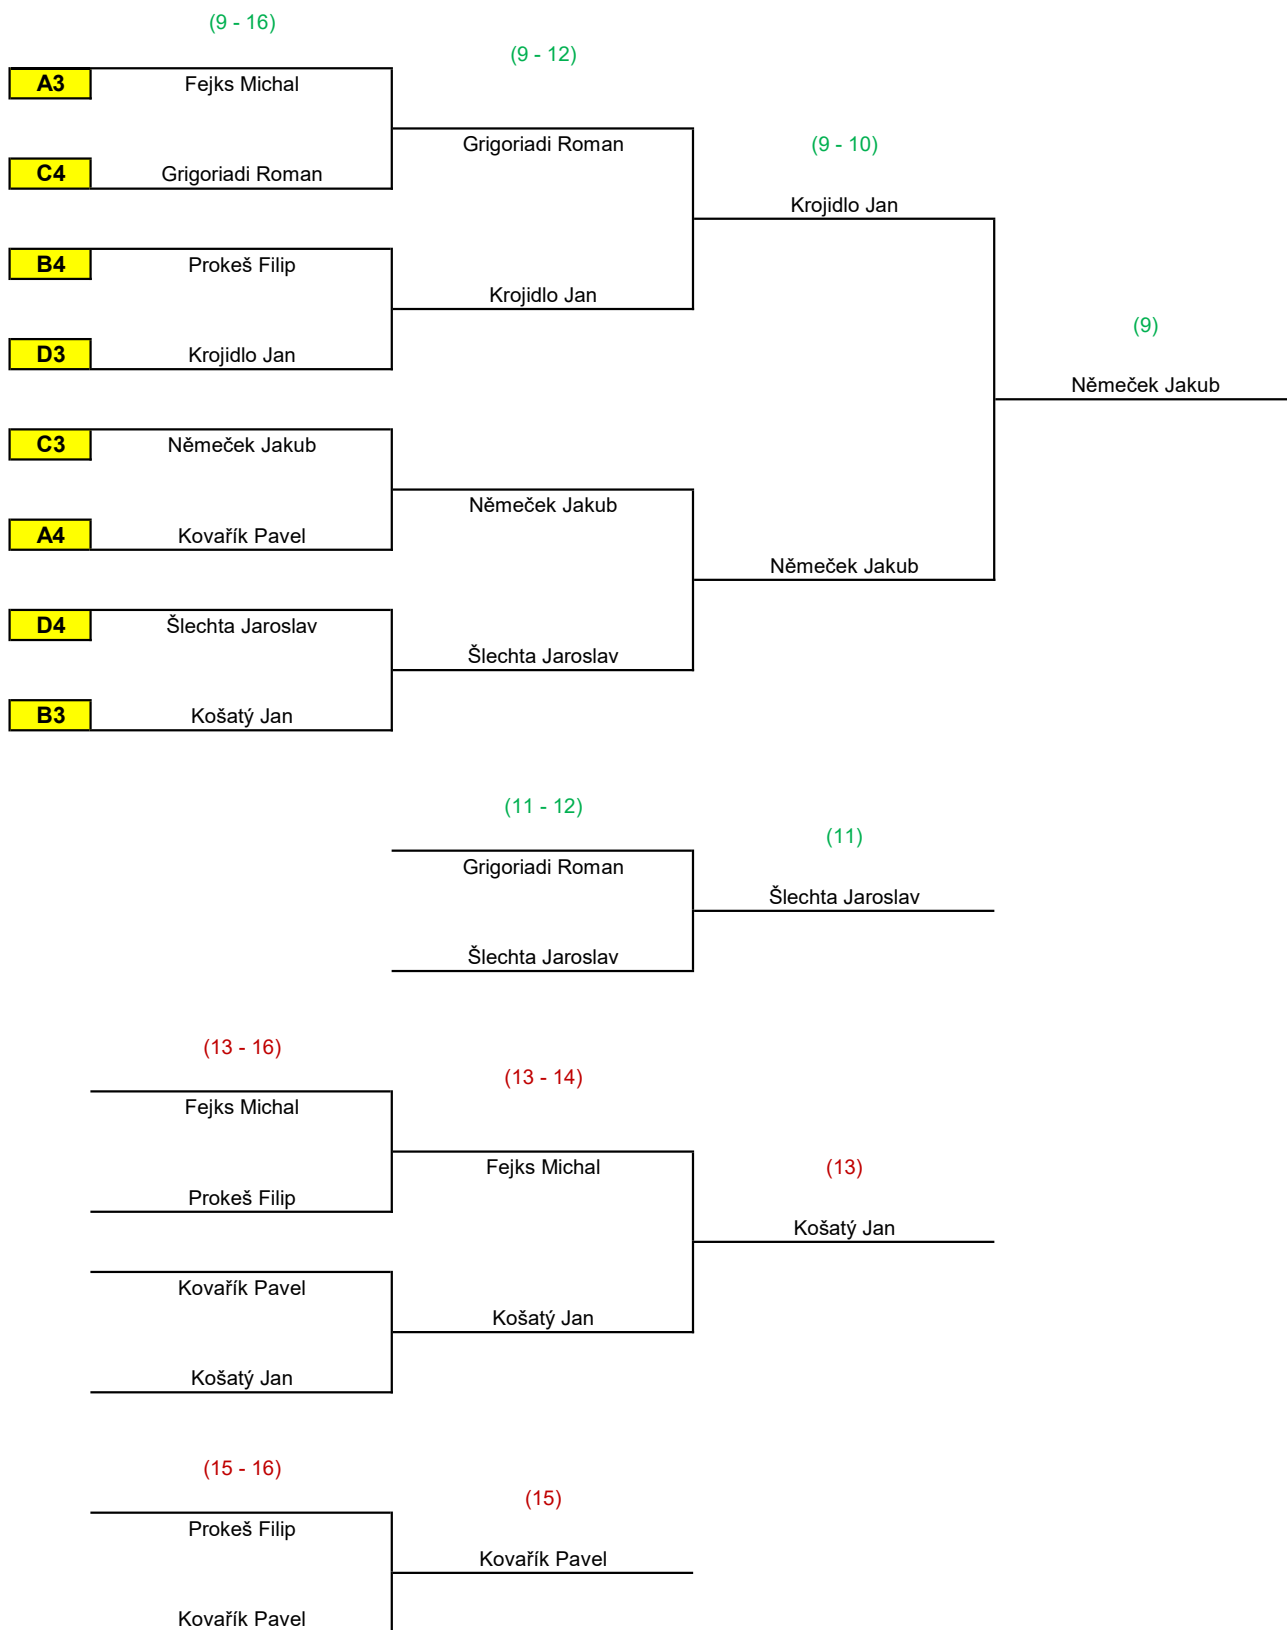 (9 - 16)
(9 - 12)
A3 Fejks Michal
Grigoriadi Roman (9 - 10)
C4 Grigoriadi Roman
Krojidlo Jan
B4 Prokeš Filip
Krojidlo Jan
(9)
D3 Krojidlo Jan
Němeček Jakub
C3 Němeček Jakub
Němeček Jakub
A4 Kovařík Pavel
Němeček Jakub
D4 Šlechta Jaroslav
Šlechta Jaroslav
B3 Košatý Jan
(11 - 12)
(11)
Grigoriadi Roman
Šlechta Jaroslav
Šlechta Jaroslav
(13 - 16)
(13 - 14)
Fejks Michal
Fejks Michal (13)
Prokeš Filip
Košatý Jan
Kovařík Pavel
Košatý Jan
Košatý Jan
(15 - 16)
(15)
Prokeš Filip
Kovařík Pavel
Kovařík Pavel